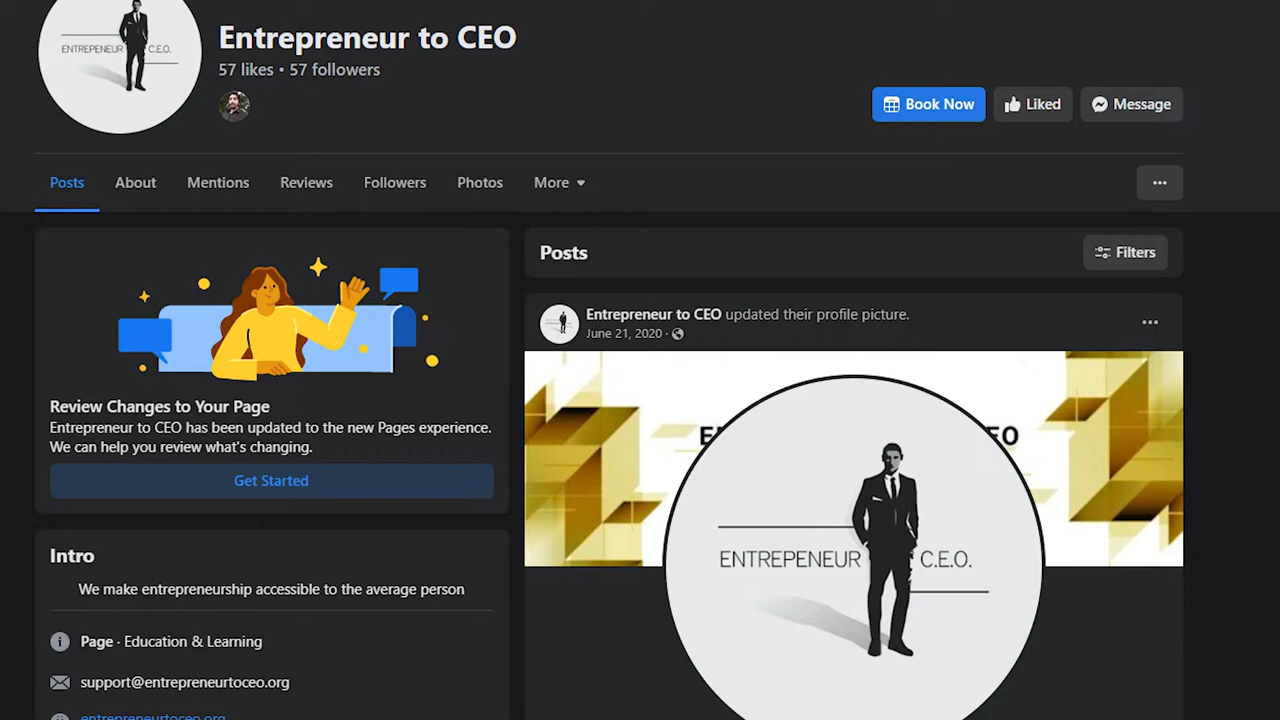 ENTREPENEUR C.E.O.
Entrepreneur to CEO
57 likes • 57 followers
Book Now
Liked
Message
Posts
About
Mentions
Reviews
Followers
Photos
More
Review Changes to Your Page
Entrepreneur to CEO has been updated to the new Pages experience.
We can help you review what's changing.
Get Started
Intro
We make entrepreneurship accessible to the average person
Page · Education & Learning
support@entrepreneurtoceo.org
entrepreneurtoceo.org
Posts
Filters
Entrepreneur to CEO updated their profile picture.
June 21, 2020 ·
ENTREPENEUR C.E.O.